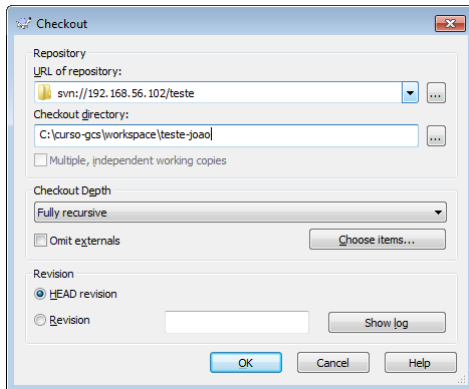 Checkout
Repository
URL of repository:
svn://192.168.56.102/teste
...
Checkout directory:
C:\curso-gcs\workspace\teste-joao
...
Multiple, independent working copies
Checkout Depth
Fully recursive
Omit externals
Choose items...
Revision
HEAD revision
Revision
Show log
OK
Cancel
Help